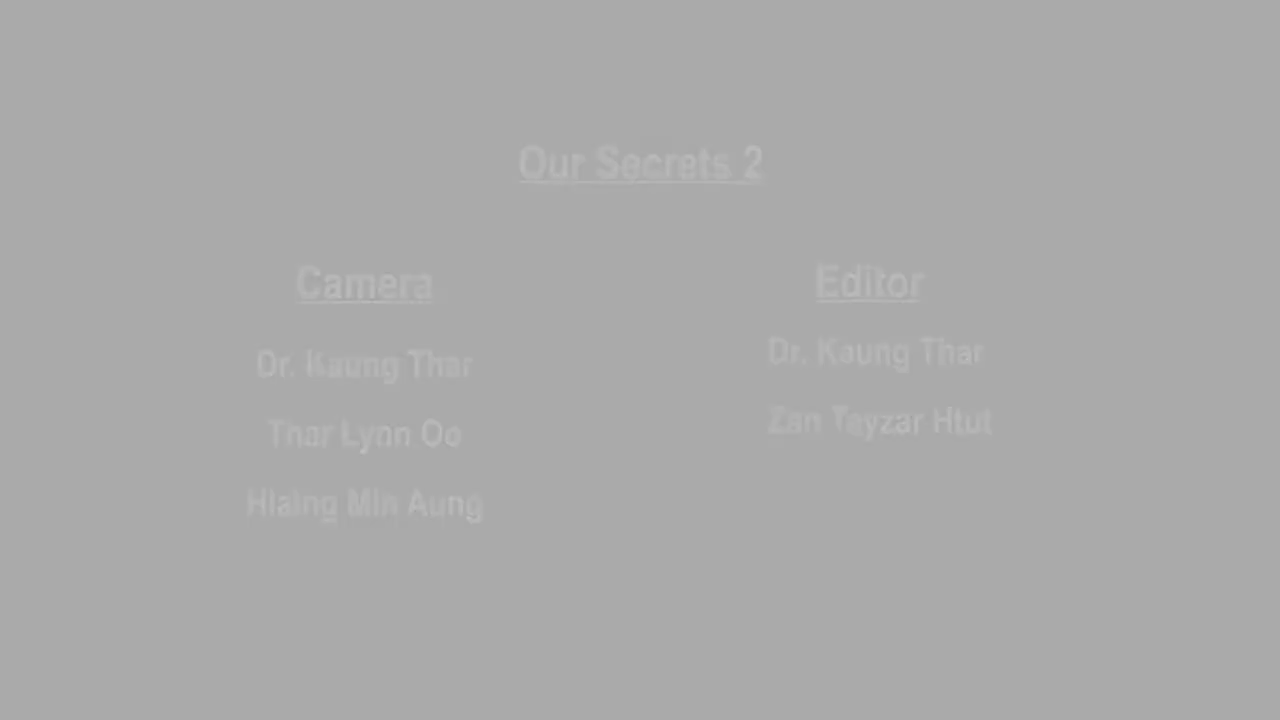 Our Secrets 2
Camera
Dr. Kaung Thar
Thar Lynn Oo
Hlaing Min Aung
Editor
Dr. Kaung Thar
Zan Tayzar Htut